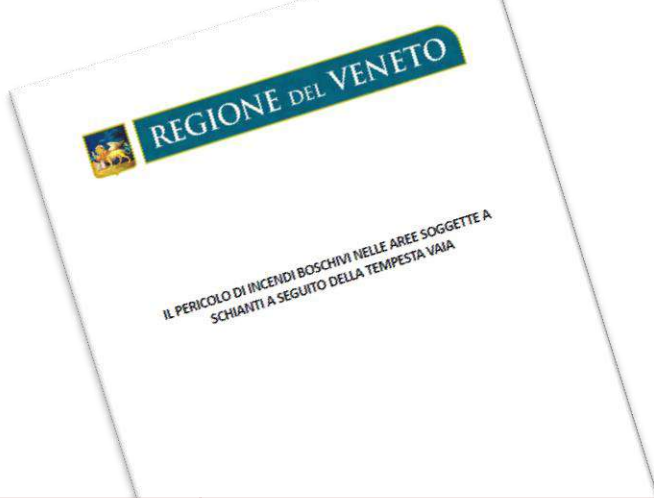 REGIONE DEL VENETO
IL PERICOLO DI INCENDI BOSCHIVI NELLE AREE SOGGETTE A
SCHIANTI A SEGUITO DELLA TEMPESTA VAIA